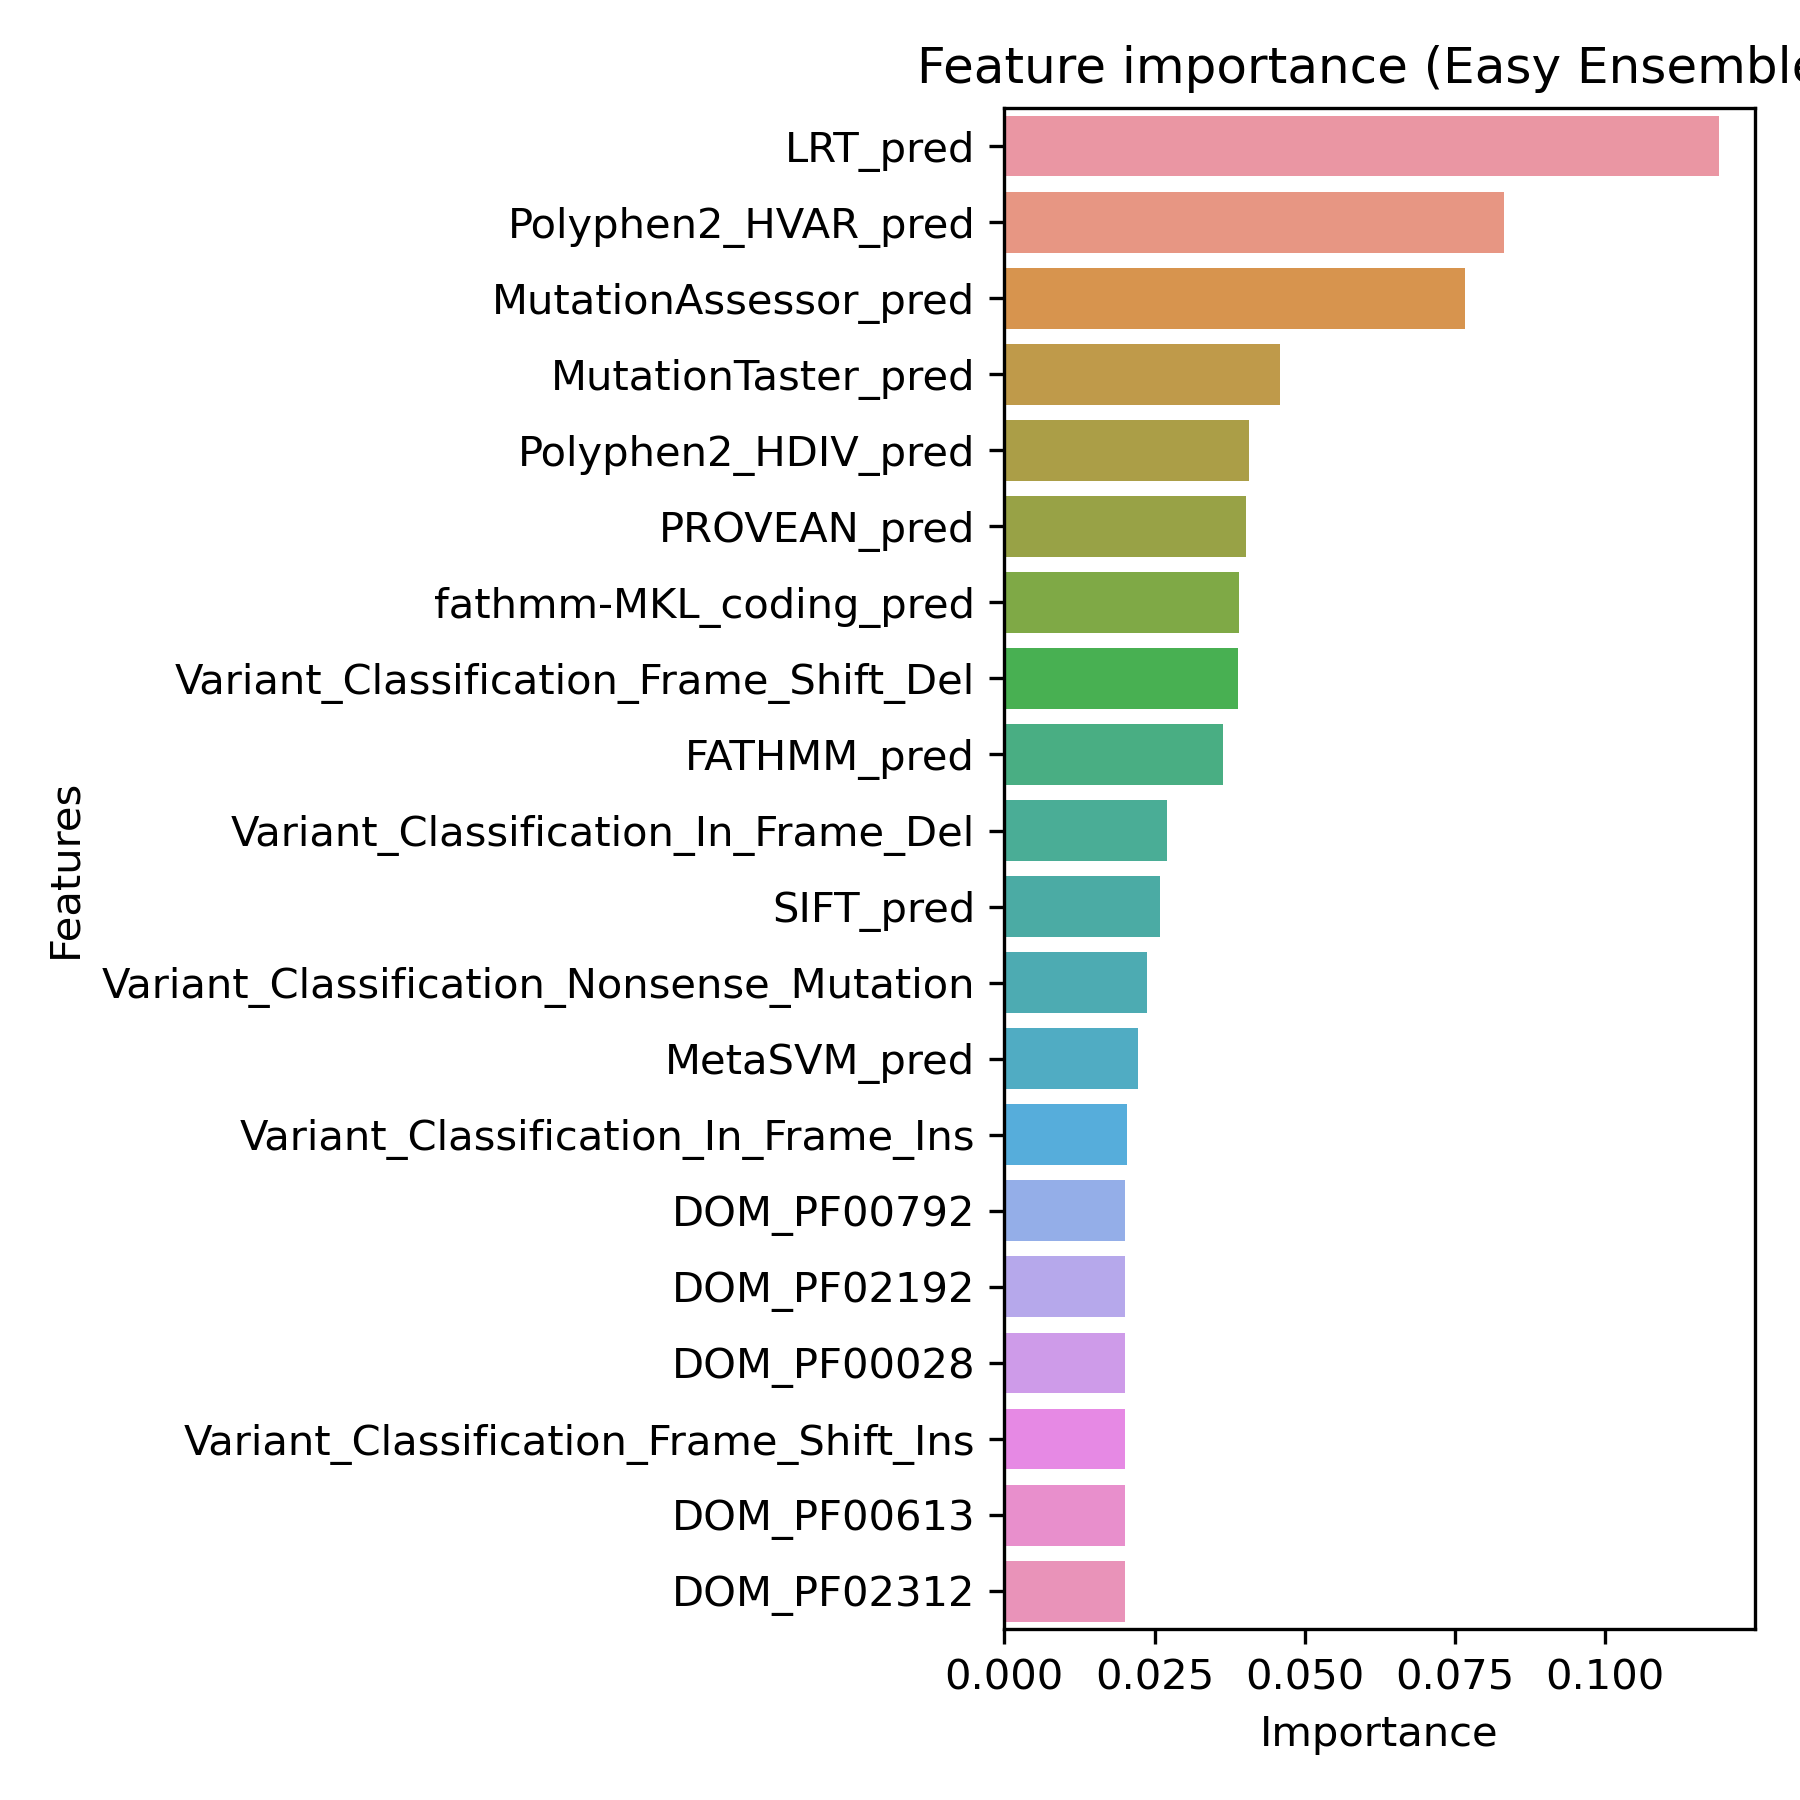 Feature importance (Easy Ensemble
LRT_pred
Polyphen2_HVAR_pred
MutationAssessor_pred
MutationTaster_pred
Polyphen2_HDIV_pred
PROVEAN_pred
fathmm-MKL_coding_pred
Variant_Classification_Frame_Shift_Del
FATHMM_pred
Variant_Classification_In_Frame_Del
SIFT_pred
Variant_Classification_Nonsense_Mutation
MetaSVM_pred
Variant_Classification_In_Frame_Ins
DOM_PF00792
DOM_PF02192
DOM_PF00028
Variant_Classification_Frame_Shift_Ins
DOM_PF00613
DOM_PF02312
Features
0.000 0.025 0.050 0.075 0.100
Importance